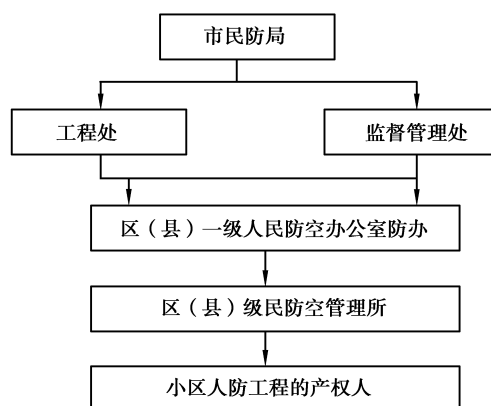 市民防局
工程处
监督管理处
区（县）一级人民防空办公室防办
区（县）级民防空管理所
小区人防工程的产权人